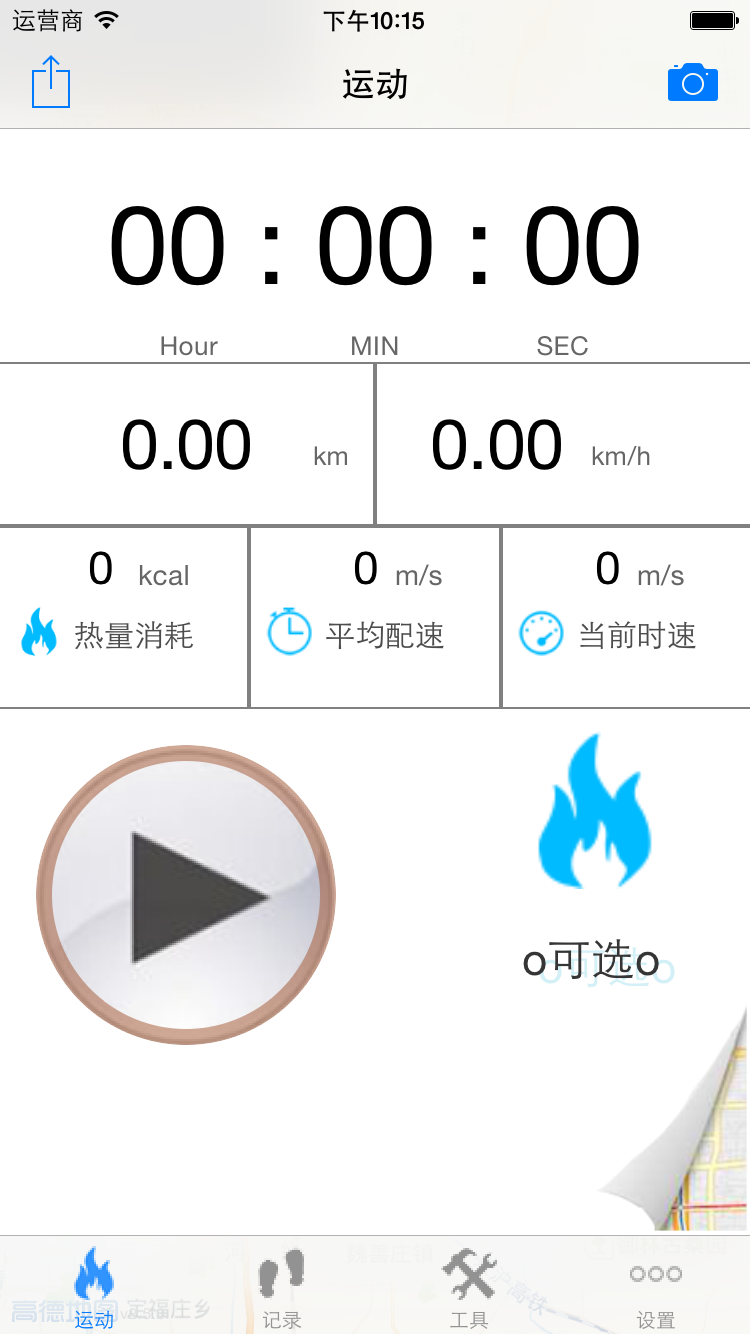 运营商 下午10:15
运动
00 : 00 : 00
Hour MIN SEC
0.00 km 0.00 km/h
0 kcal 0 m/s 0 m/s
热量消耗 平均配速 当前时速
o可选o
高德地图 定福庄乡
运动 记录 工具 设置